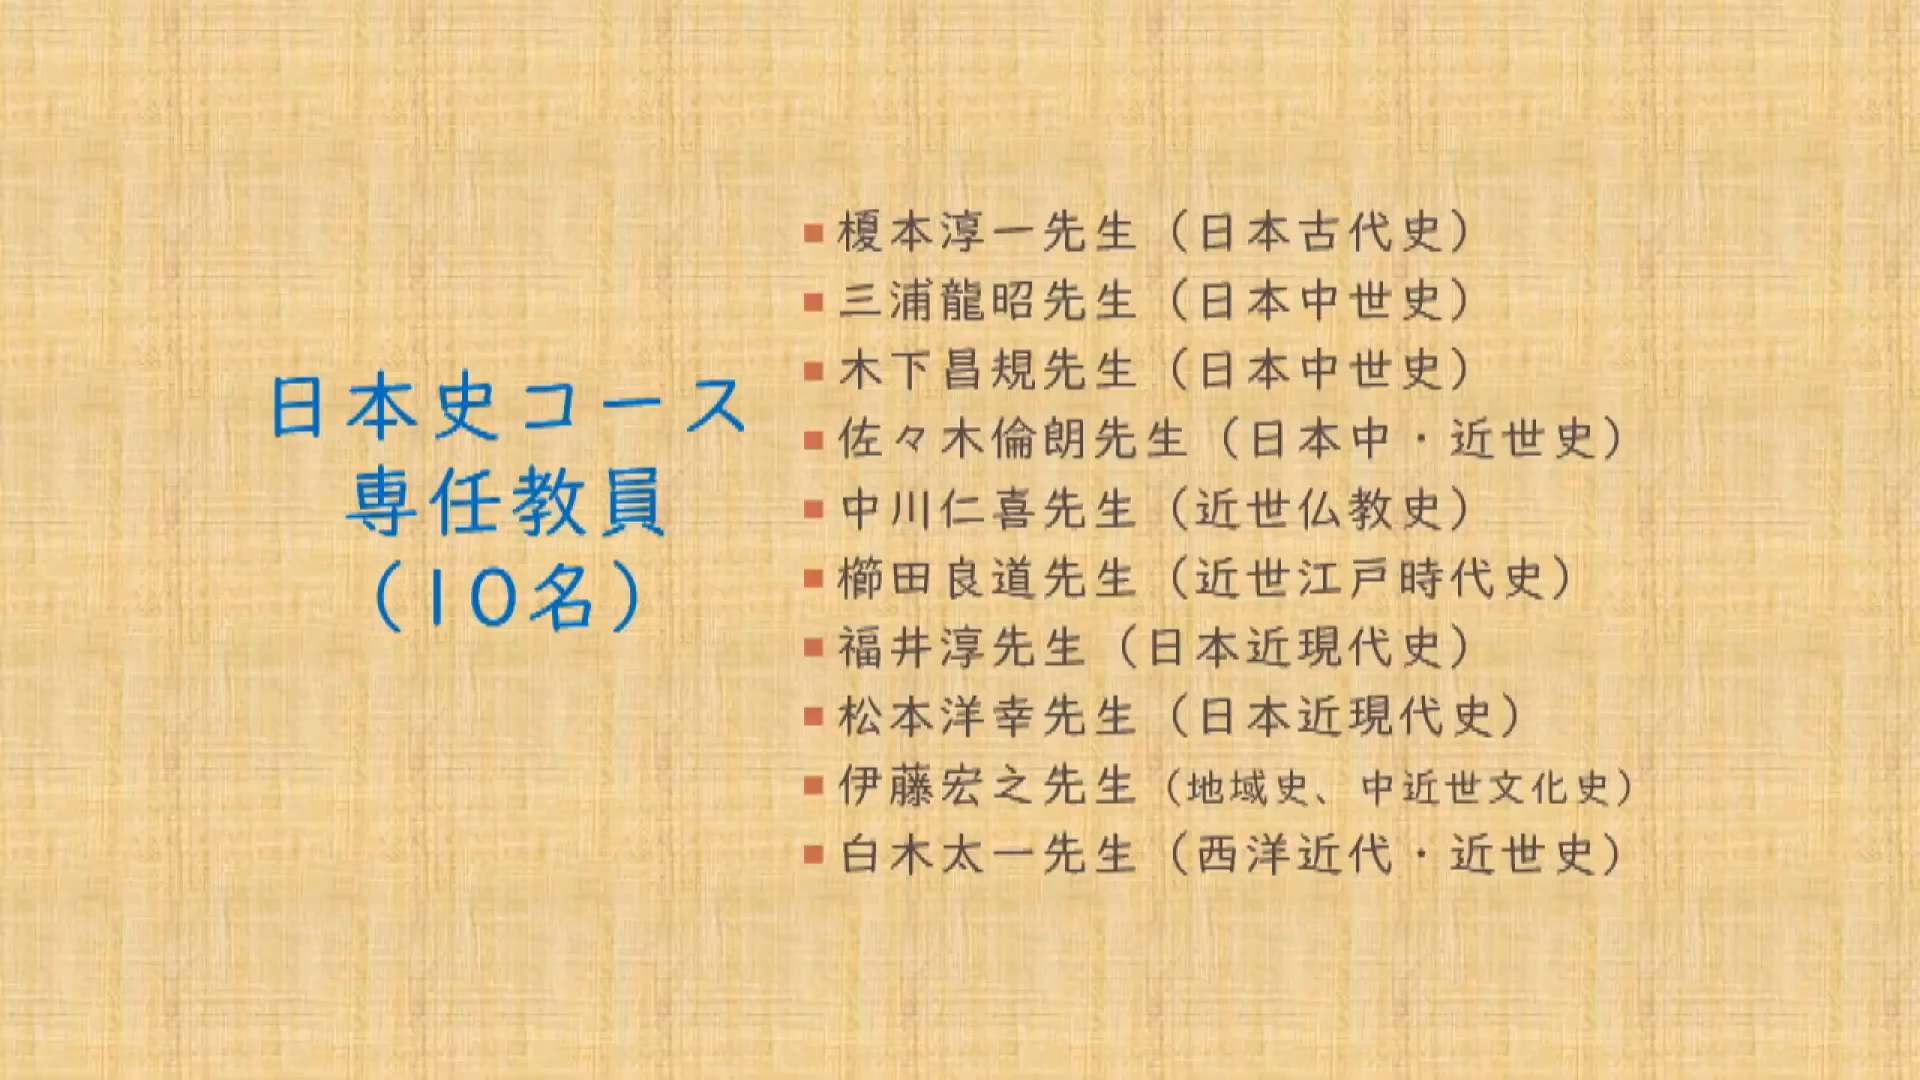 日本史コース
専任教員
（10名）
榎本淳一先生（日本古代史）
三浦龍昭先生（日本中世史）
木下昌規先生（日本中世史）
佐々木倫朗先生（日本中・近世史）
中川仁喜先生（近世仏教史）
櫛田良道先生（近世江戸時代史）
福井淳先生（日本近現代史）
松本洋幸先生（日本近現代史）
伊藤宏之先生（地域史、中近世文化史）
白木太一先生（西洋近代・近世史）